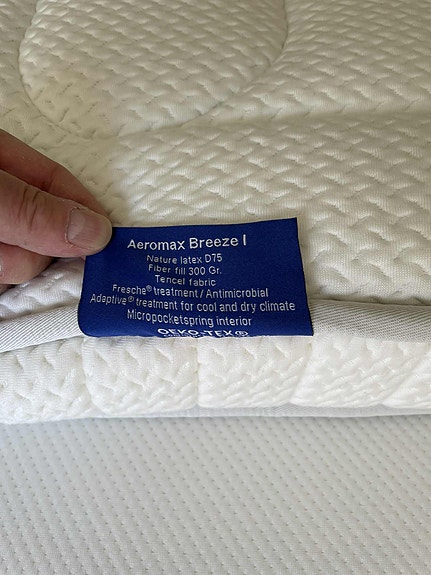 Aeromax Breeze I
Nature latex D75
Fiber fill 300 Gr.
Tencel fabric
Fresche® treatment / Antimicrobial
Adaptive® treatment for cool and dry climate
Micropocketspring interior
OEKO-TEX®